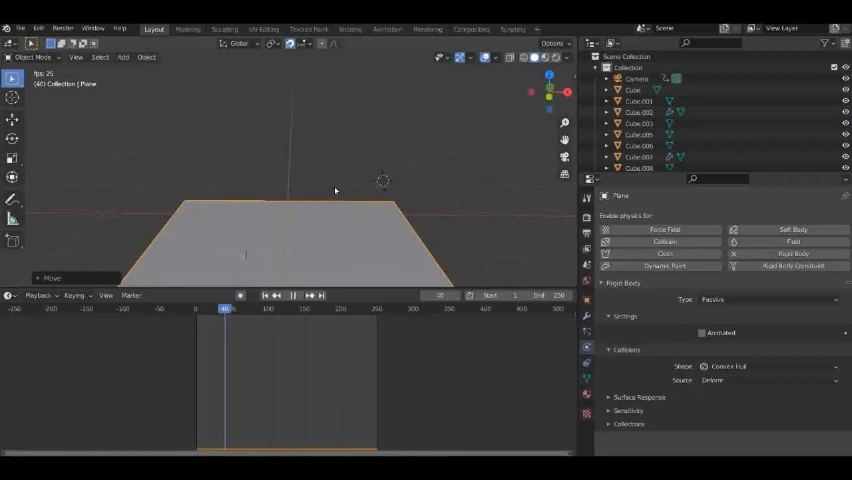 File Edit Render Window Help Layout Modeling Sculpting UV Editing Texture Paint Shading Animation Rendering Compositing Scripting Scene View Layer
Global Options
Object Mode View Select Add Object
fps: 25
(40) Collection | Plane
Scene Collection
Collection
Camera
Cube
Cube.001
Cube.002
Cube.003
Cube.005
Cube.006
Cube.007
Cube.008
Plane
Enable physics for:
Force Field Soft Body
Collision Fluid
Cloth Rigid Body
Dynamic Paint Rigid Body Constraint
Rigid Body
Type Passive
Settings
Animated
Collisions
Shape Convex Hull
Source Deform
Surface Response
Sensitivity
Collections
Move
Playback Keying View Marker 40 Start 1 End 250
-250 -200 -150 -100 -50 0 40 50 100 150 200 250 300 350 400 450 500